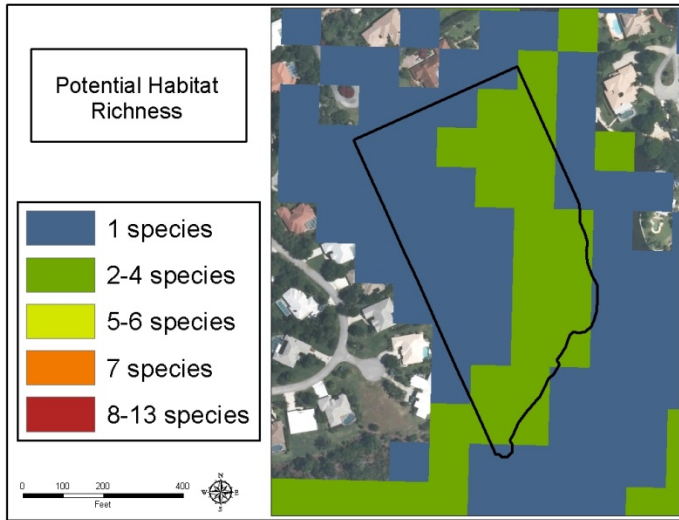 Potential Habitat
Richness
1 species
2-4 species
5-6 species
7 species
8-13 species
0 100 200 400
Feet
N
W E
S